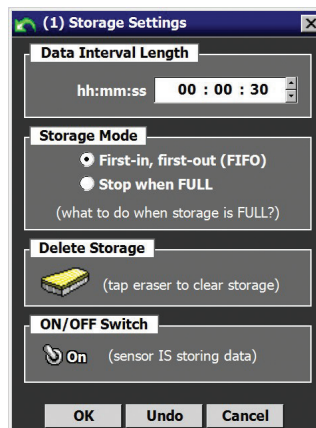 (1) Storage Settings
Data Interval Length
hh:mm:ss 00 : 00 : 30
Storage Mode
First-in, first-out (FIFO)
Stop when FULL
(what to do when storage is FULL?)
Delete Storage
(tap eraser to clear storage)
ON/OFF Switch
On (sensor IS storing data)
OK Undo Cancel